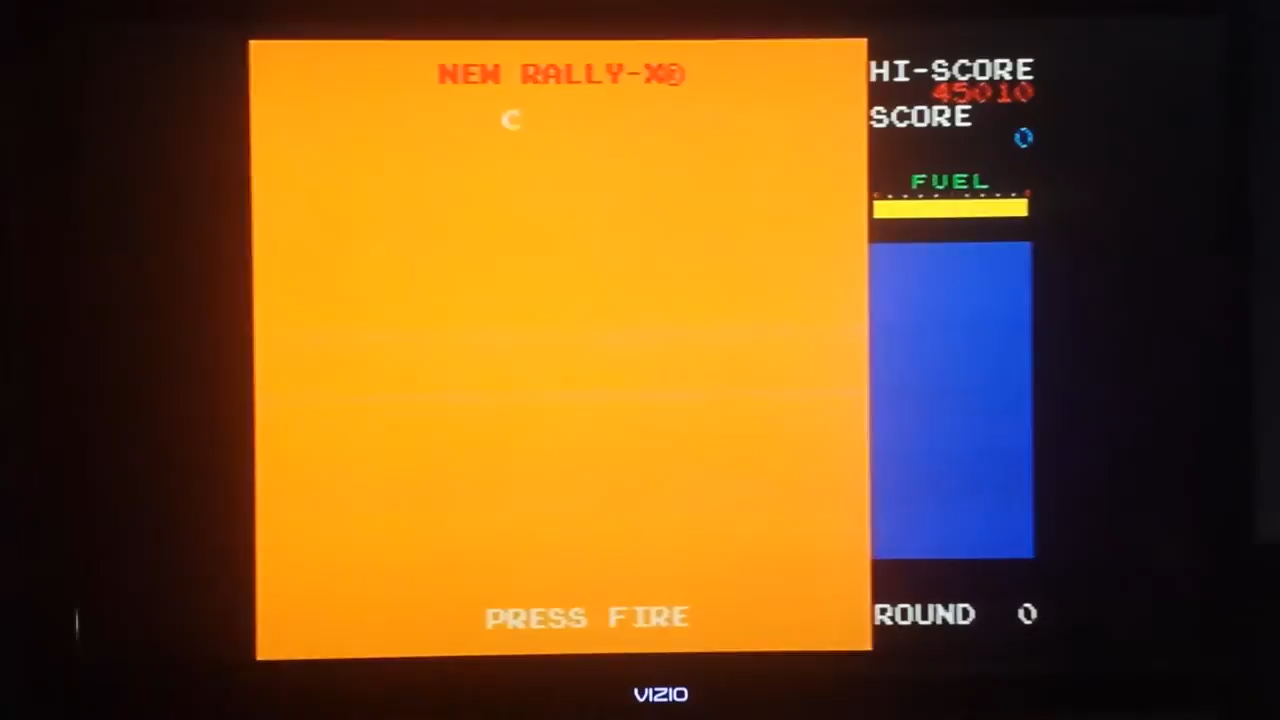 NEW RALLY-X®
C
HI-SCORE
45010
SCORE
0
FUEL
PRESS FIRE
ROUND 0
VIZIO